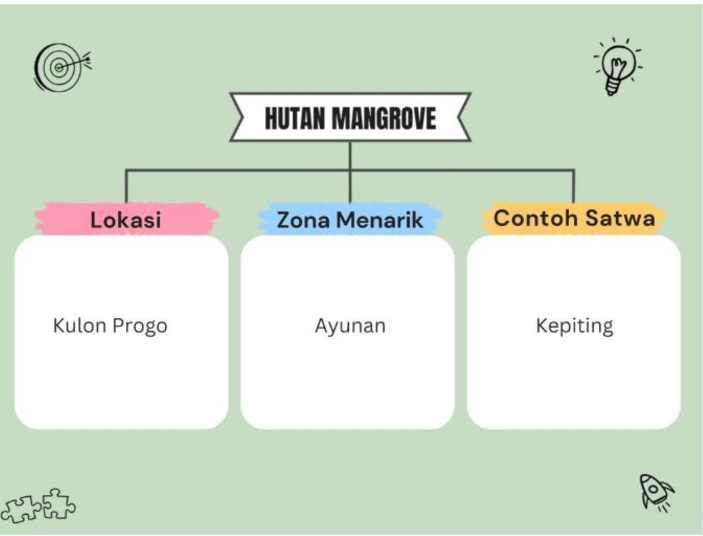 HUTAN MANGROVE
Lokasi
Zona Menarik
Contoh Satwa
Kulon Progo
Ayunan
Kepiting